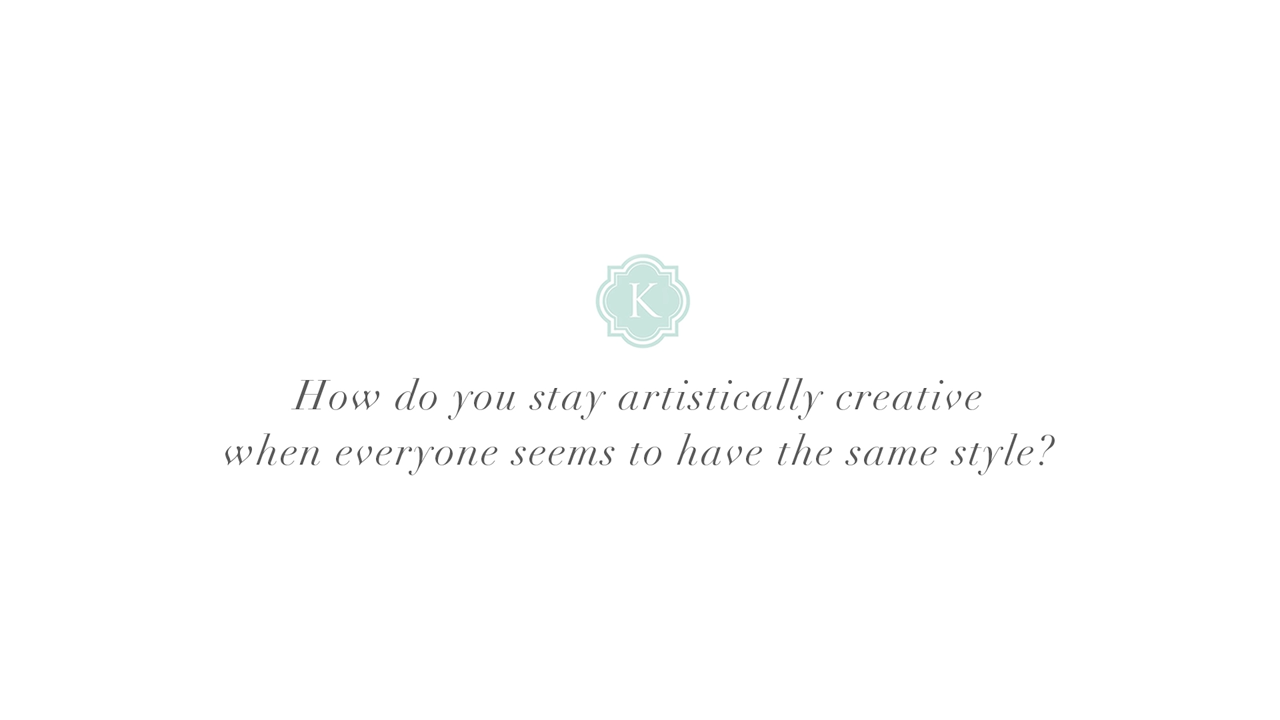 K
How do you stay artistically creative
when everyone seems to have the same style?